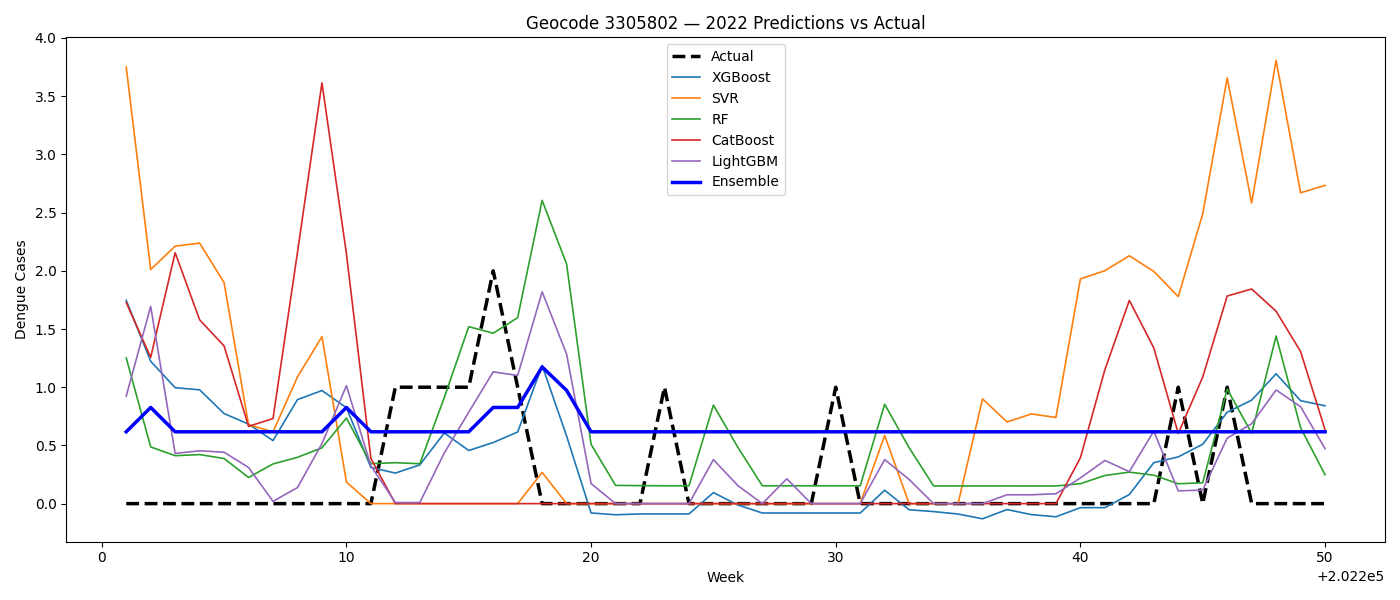 Geocode 3305802 — 2022 Predictions vs Actual
Dengue Cases
4.0
3.5
3.0
2.5
2.0
1.5
1.0
0.5
0.0
Actual
XGBoost
SVR
RF
CatBoost
LightGBM
Ensemble
0 10 20 30 40 50
Week
+2.022e5